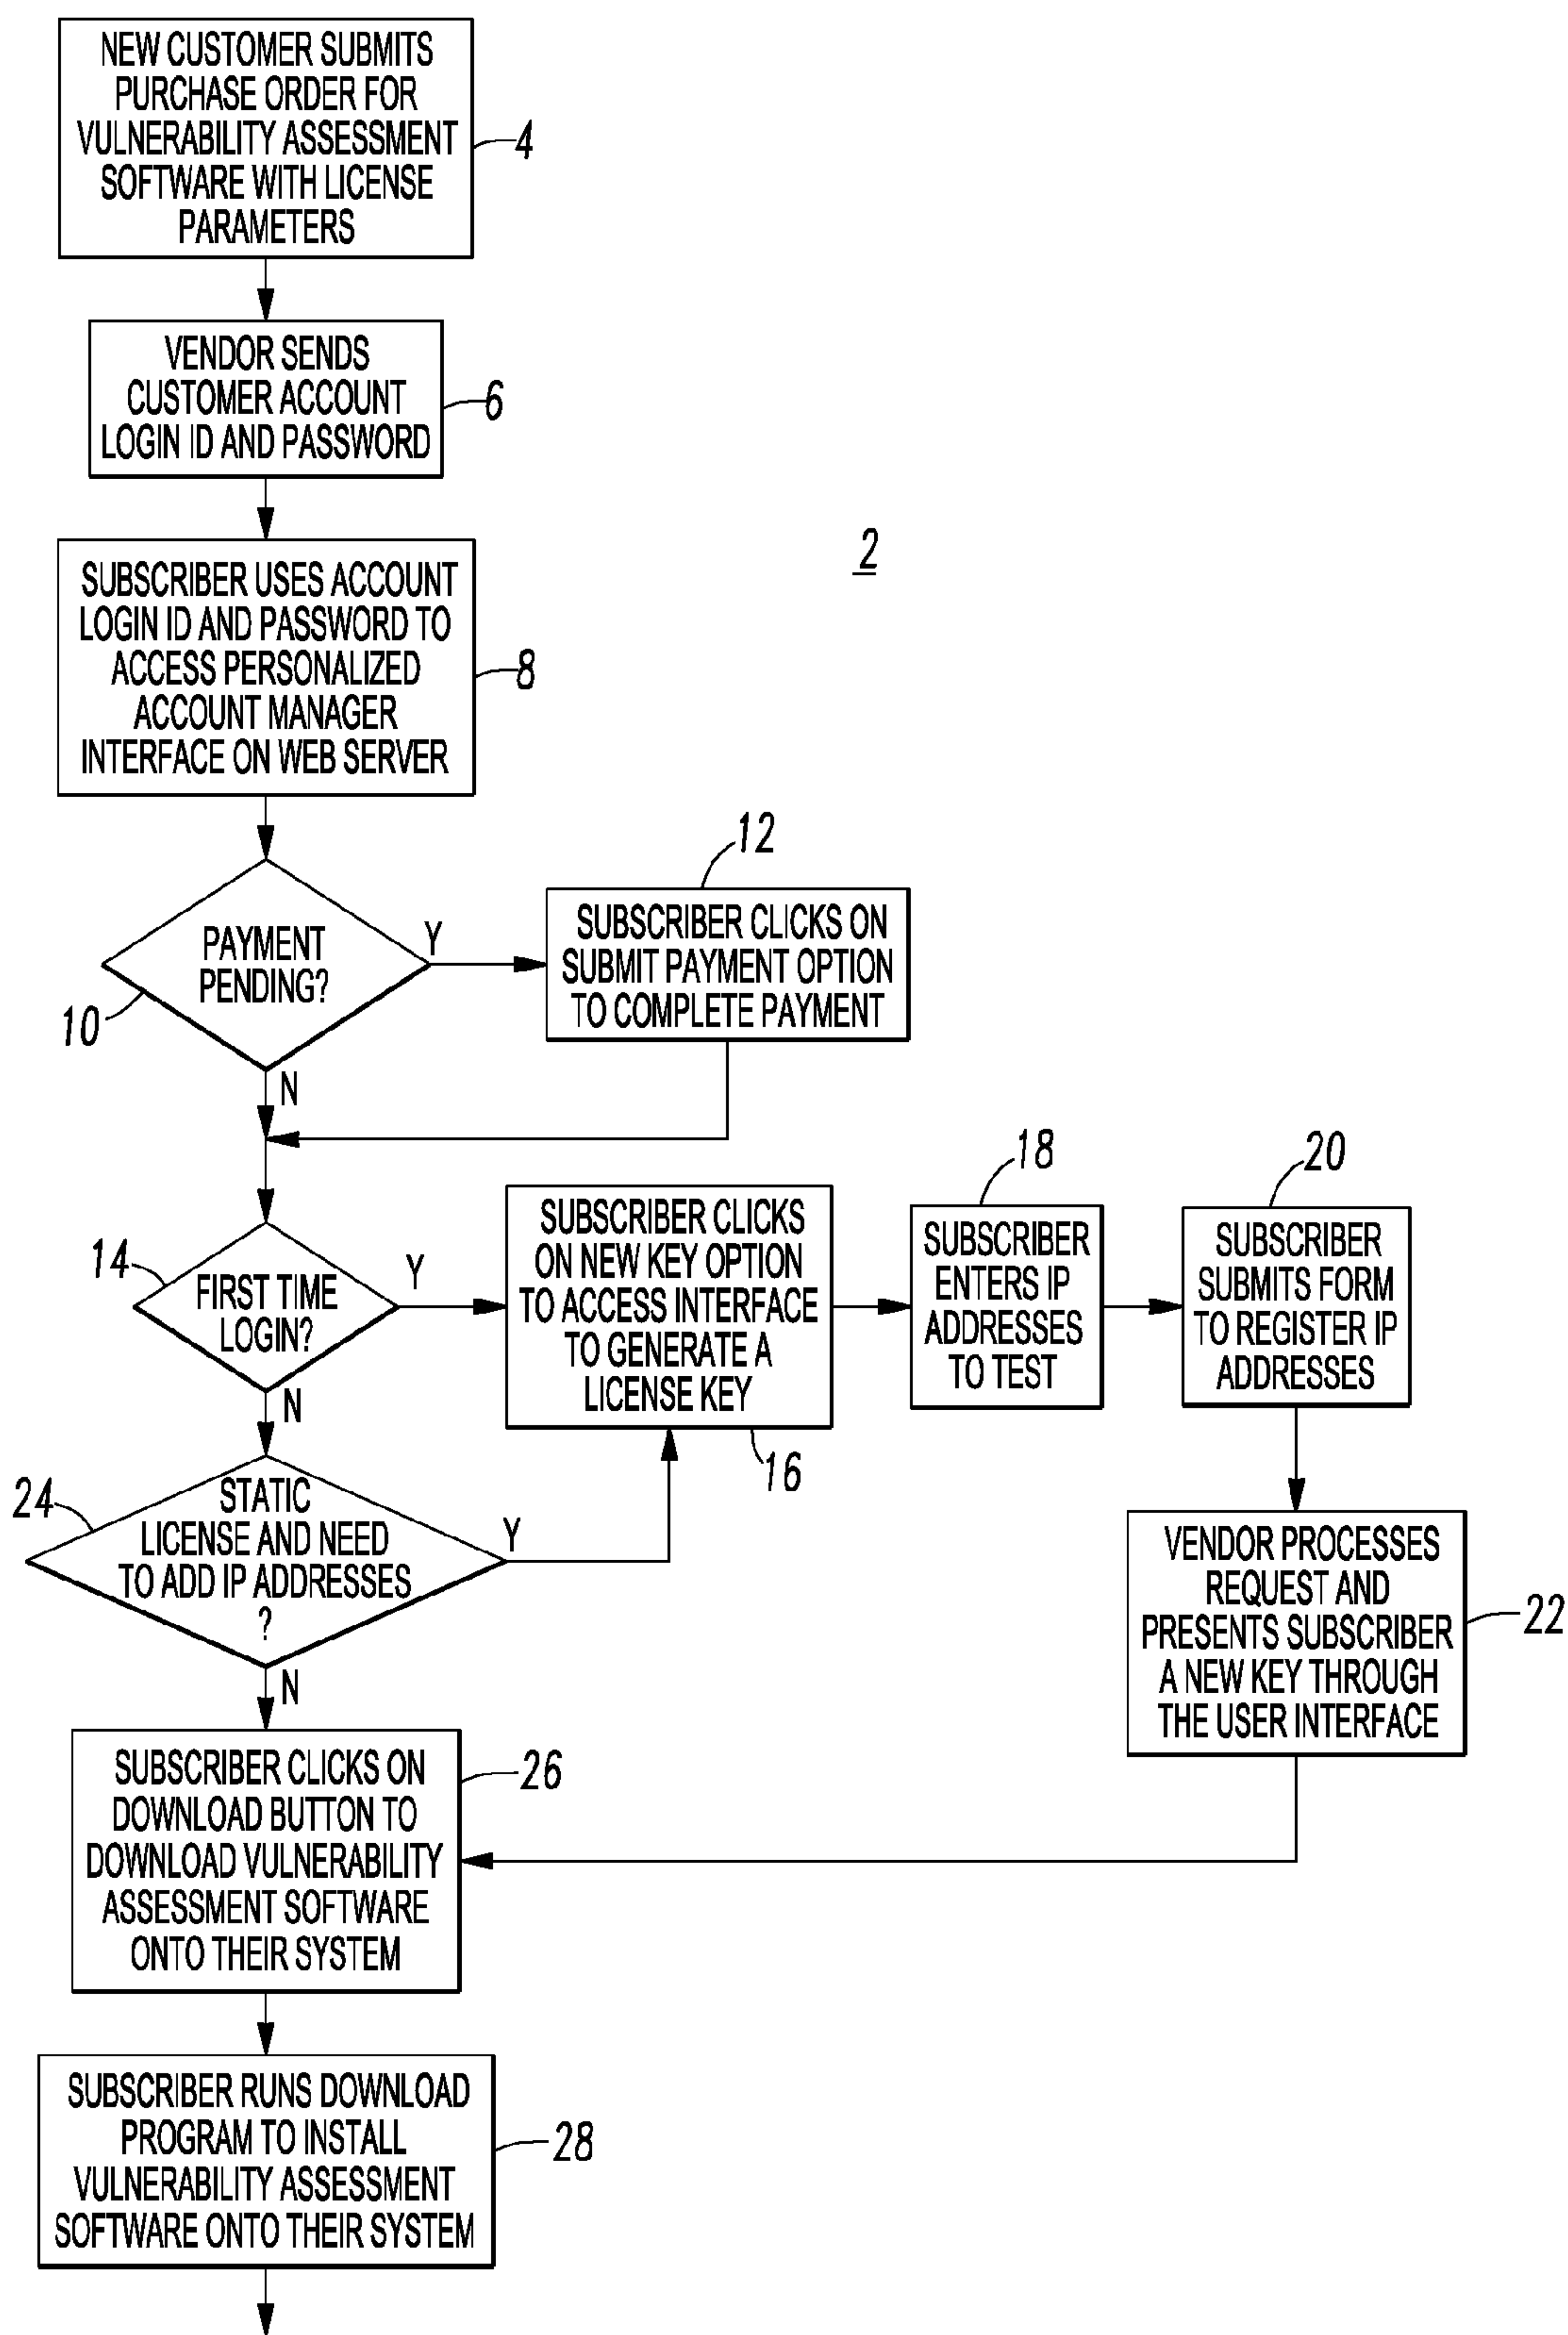 NEW CUSTOMER SUBMITS
PURCHASE ORDER FOR
VULNERABILITY ASSESSMENT
SOFTWARE WITH LICENSE
PARAMETERS
4
VENDOR SENDS
CUSTOMER ACCOUNT
LOGIN ID AND PASSWORD
6
2
SUBSCRIBER USES ACCOUNT
LOGIN ID AND PASSWORD TO
ACCESS PERSONALIZED
ACCOUNT MANAGER
INTERFACE ON WEB SERVER
8
PAYMENT
PENDING?
10
Y
N
12
SUBSCRIBER CLICKS ON
SUBMIT PAYMENT OPTION
TO COMPLETE PAYMENT
14
FIRST TIME
LOGIN?
Y
N
SUBSCRIBER CLICKS
ON NEW KEY OPTION
TO ACCESS INTERFACE
TO GENERATE A
LICENSE KEY
16
18
SUBSCRIBER
ENTERS IP
ADDRESSES
TO TEST
20
SUBSCRIBER
SUBMITS FORM
TO REGISTER IP
ADDRESSES
24
STATIC
LICENSE AND NEED
TO ADD IP ADDRESSES
?
Y
N
VENDOR PROCESSES
REQUEST AND
PRESENTS SUBSCRIBER
A NEW KEY THROUGH
THE USER INTERFACE
22
SUBSCRIBER CLICKS ON
DOWNLOAD BUTTON TO
DOWNLOAD VULNERABILITY
ASSESSMENT SOFTWARE
ONTO THEIR SYSTEM
26
SUBSCRIBER RUNS DOWNLOAD
PROGRAM TO INSTALL
VULNERABILITY ASSESSMENT
SOFTWARE ONTO THEIR SYSTEM
28